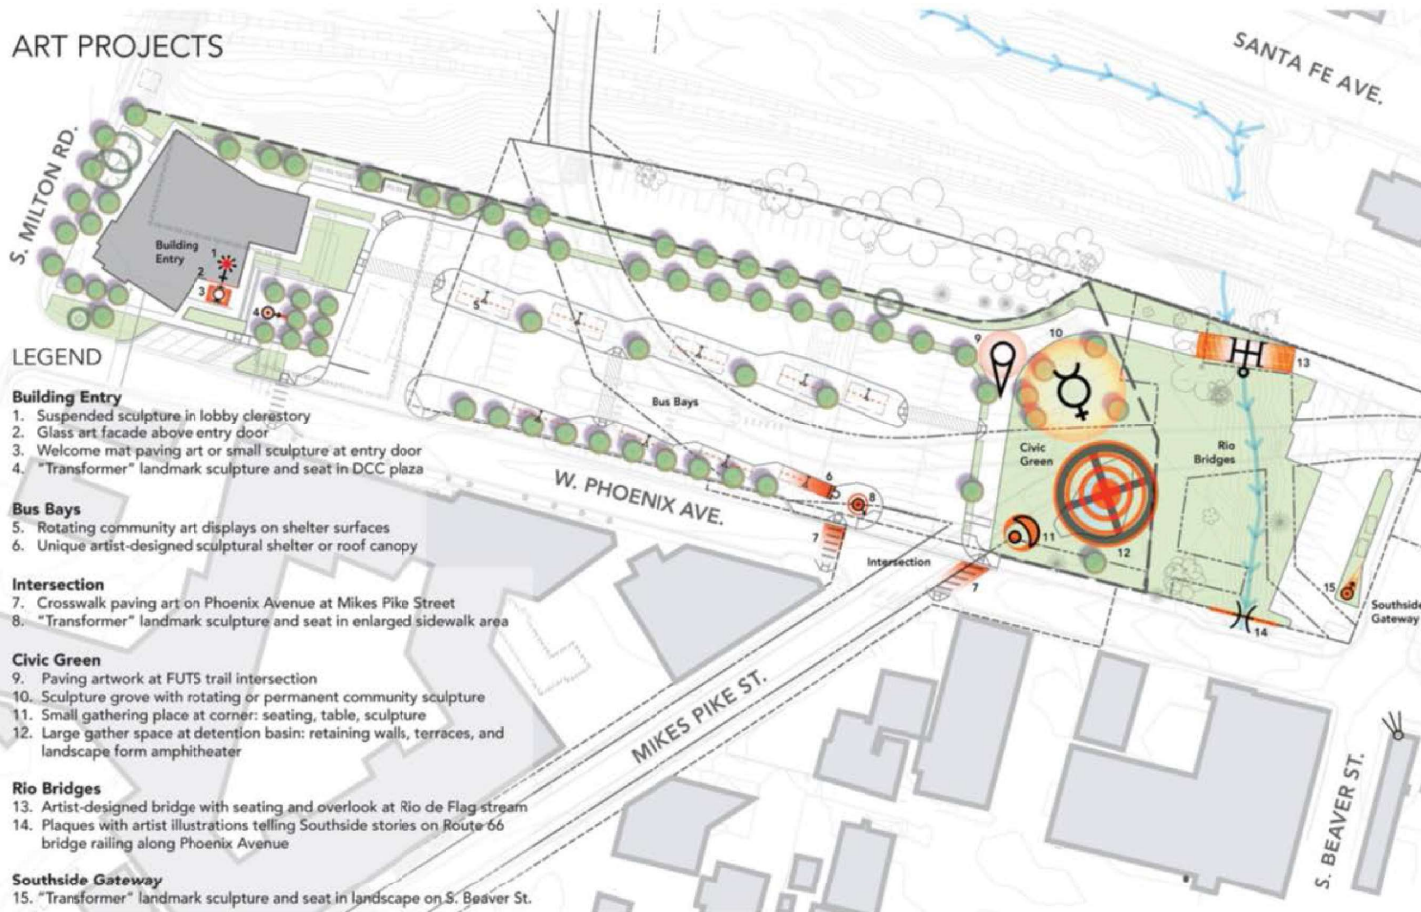 ART PROJECTS
SANTA FE AVE.
S. MILTON RD.
Building
Entry
1
2
3
4
5
9
10
13
LEGEND
Building Entry
1. Suspended sculpture in lobby clerestory
2. Glass art facade above entry door
3. Welcome mat paving art or small sculpture at entry door
4. "Transformer" landmark sculpture and seat in DCC plaza
Bus Bays
5. Rotating community art displays on shelter surfaces
6. Unique artist-designed sculptural shelter or roof canopy
Intersection
7. Crosswalk paving art on Phoenix Avenue at Mikes Pike Street
8. "Transformer" landmark sculpture and seat in enlarged sidewalk area
Civic Green
9. Paving artwork at FUTS trail intersection
10. Sculpture grove with rotating or permanent community sculpture
11. Small gathering place at corner: seating, table, sculpture
12. Large gather space at detention basin: retaining walls, terraces, and
landscape form amphitheater
Rio Bridges
13. Artist-designed bridge with seating and overlook at Rio de Flag stream
14. Plaques with artist illustrations telling Southside stories on Route 66
bridge railing along Phoenix Avenue
Southside Gateway
15. "Transformer" landmark sculpture and seat in landscape on S. Beaver St.
Bus Bays
W. PHOENIX AVE.
6
8
7
Intersection
7
Civic
Green
Rio
Bridges
11
12
14
15
Southside
Gateway
MIKES PIKE ST.
S. BEAVER ST.